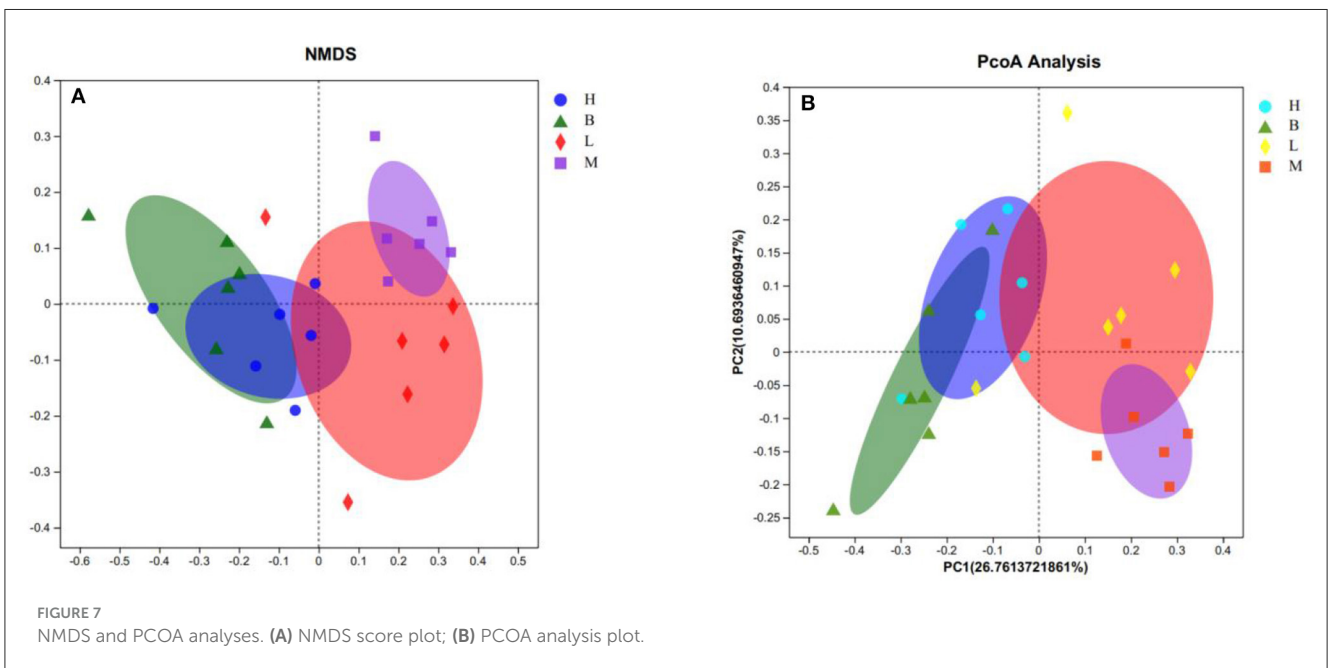 NMDS
A
0.4
0.3
0.2
0.1
0
-0.1
-0.2
-0.3
-0.4
-0.6 -0.5 -0.4 -0.3 -0.2 -0.1 0 0.1 0.2 0.3 0.4 0.5
H
B
L
M
PcoA Analysis
B
PC2(10.6936460947%)
0.4
0.35
0.3
0.25
0.2
0.15
0.1
0.05
0
-0.05
-0.1
-0.15
-0.2
-0.25
-0.5 -0.4 -0.3 -0.2 -0.1 0 0.1 0.2 0.3 0.4
PC1(26.7613721861%)
H
B
L
M
FIGURE 7
NMDS and PCOA analyses. (A) NMDS score plot; (B) PCOA analysis plot.